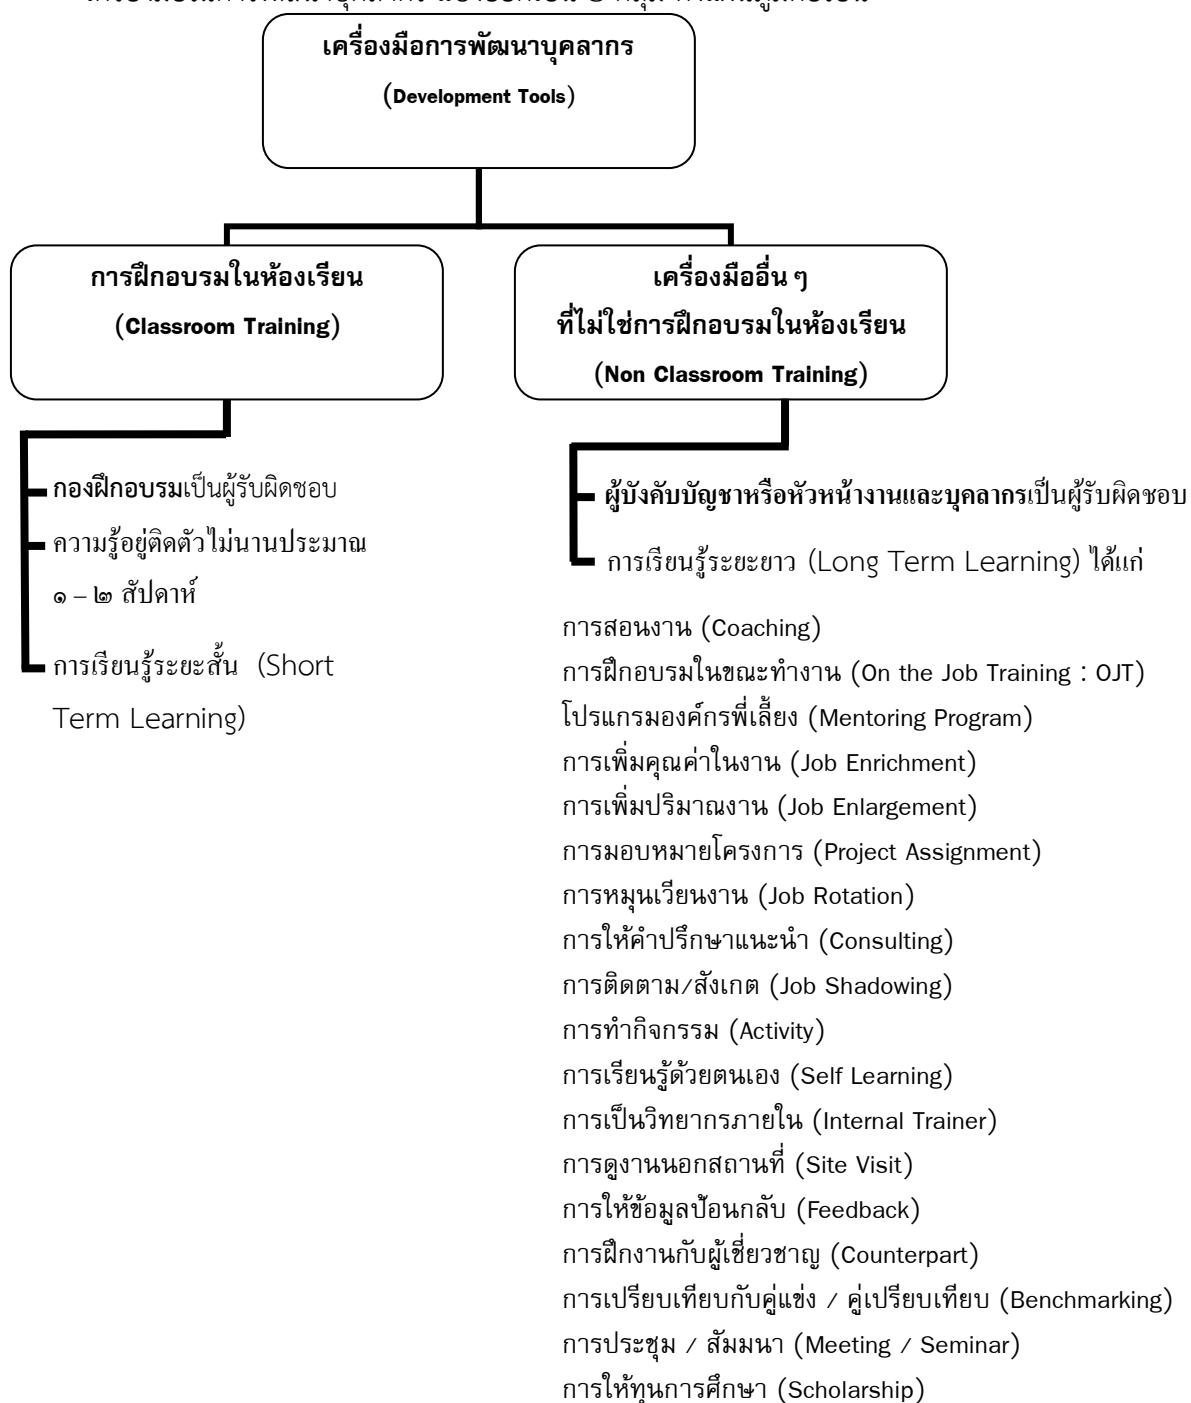 เครื่องมือการพัฒนาบุคลากร
(Development Tools)
การฝึกอบรมในห้องเรียน
(Classroom Training)
เครื่องมืออื่น ๆ
ที่ไม่ใช่การฝึกอบรมในห้องเรียน
(Non Classroom Training)
กองฝึกอบรมเป็นผู้รับผิดชอบ
ความรู้อยู่ติดตัวไม่นานประมาณ
๑ – ๒ สัปดาห์
การเรียนรู้ระยะสั้น (Short
Term Learning)
ผู้บังคับบัญชาหรือหัวหน้างานและบุคลากรเป็นผู้รับผิดชอบ
การเรียนรู้ระยะยาว (Long Term Learning) ได้แก่
การสอนงาน (Coaching)
การฝึกอบรมในขณะทำงาน (On the Job Training : OJT)
โปรแกรมองค์กรพี่เลี้ยง (Mentoring Program)
การเพิ่มคุณค่าในงาน (Job Enrichment)
การเพิ่มปริมาณงาน (Job Enlargement)
การมอบหมายโครงการ (Project Assignment)
การหมุนเวียนงาน (Job Rotation)
การให้คำปรึกษาแนะนำ (Consulting)
การติดตาม/สังเกต (Job Shadowing)
การทำกิจกรรม (Activity)
การเรียนรู้ด้วยตนเอง (Self Learning)
การเป็นวิทยากรภายใน (Internal Trainer)
การดูงานนอกสถานที่ (Site Visit)
การให้ข้อมูลป้อนกลับ (Feedback)
การฝึกงานกับผู้เชี่ยวชาญ (Counterpart)
การเปรียบเทียบกับคู่แข่ง / คู่เปรียบเทียบ (Benchmarking)
การประชุม / สัมมนา (Meeting / Seminar)
การให้ทุนการศึกษา (Scholarship)